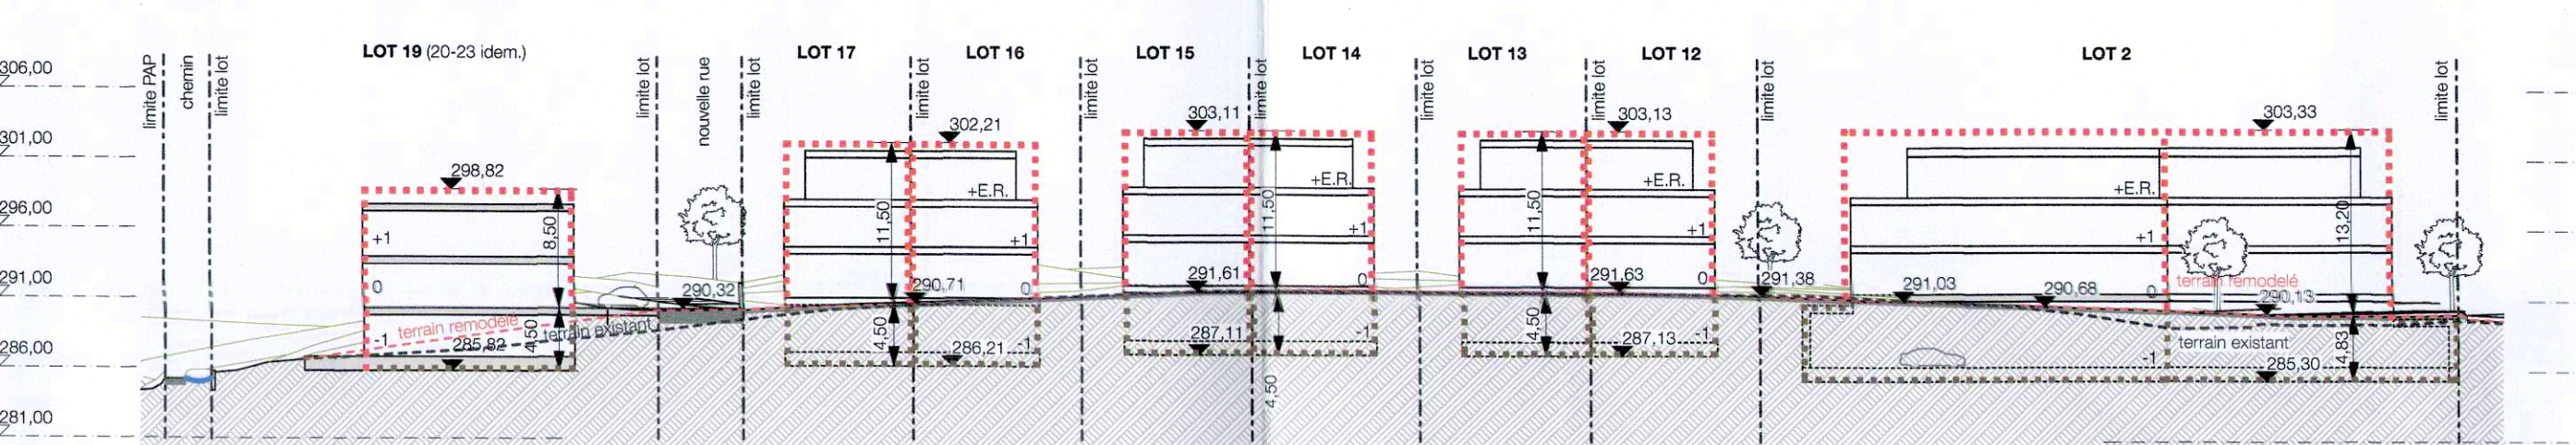 LOT 19 (20-23 idem.)
LOT 17
LOT 16
LOT 15
LOT 14
LOT 13
LOT 12
LOT 2
306,00
301,00
296,00
291,00
286,00
281,00
limite PAP
chemin
limite lot
limite lot
nouvelle rue
limite lot
limite lot
limite lot
limite lot
limite lot
limite lot
limite lot
limite lot
298,82
8,50
+1
0
-1
4,50
285,82
terrain remodelé
terrain existant
290,32
11,50
4,50
302,21
+E.R.
+1
290,71
0
286,21
-1
303,11
291,61
287,11
11,50
4,50
+E.R.
+1
0
-1
11,50
4,50
303,13
+E.R.
+1
291,63
0
287,13
-1
291,38
303,33
+E.R.
+1
13,20
291,03
290,68
0
terrain remodelé
290,13
terrain existant
-1
285,30
4,83